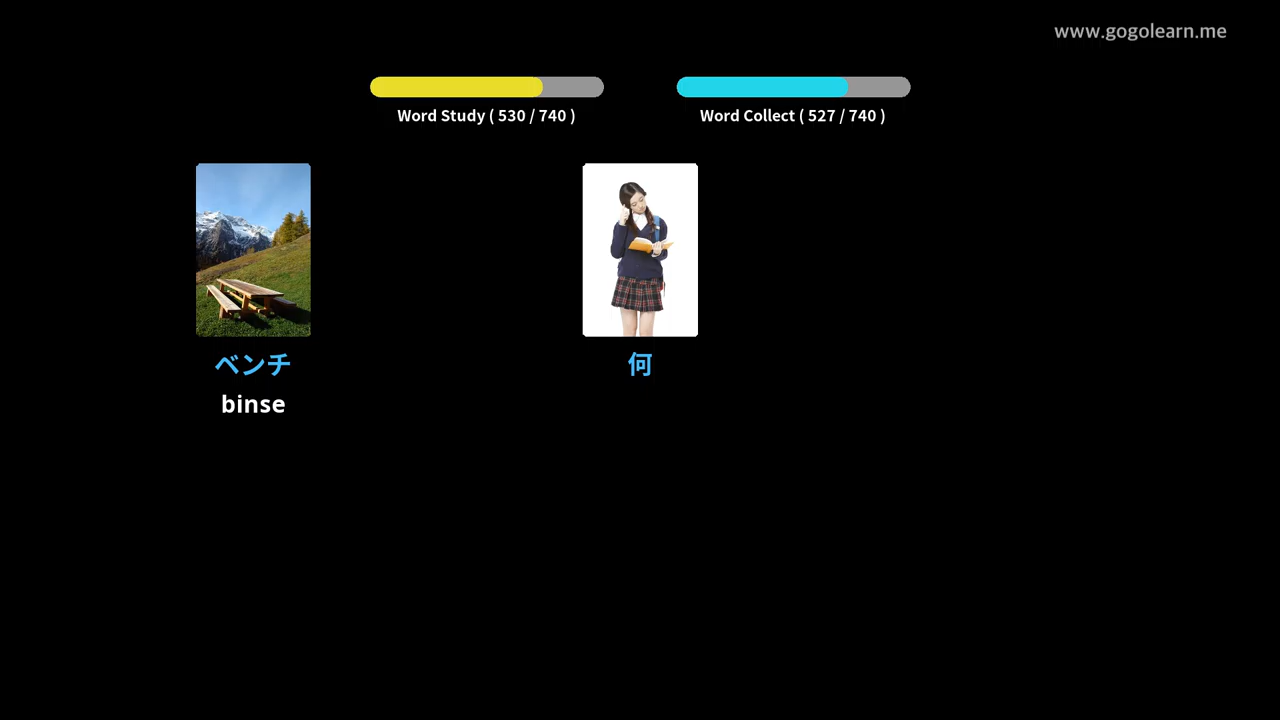 www.gogolearn.me
Word Study ( 530 / 740 )
Word Collect ( 527 / 740 )
ベンチ
何
binse